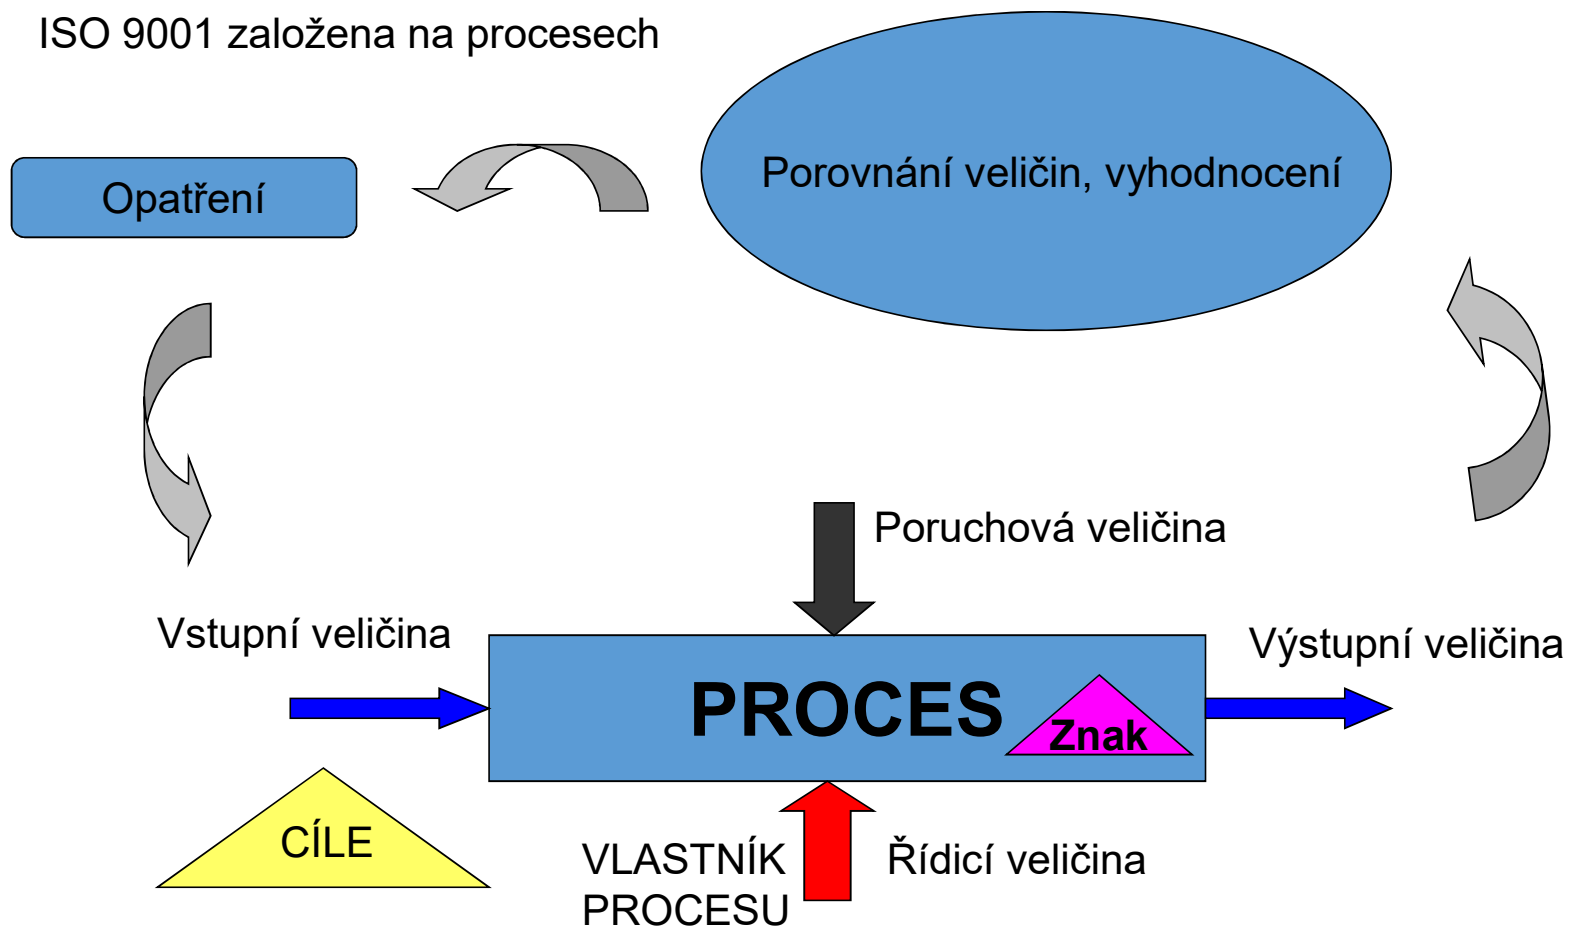 ISO 9001 založena na procesech
Porovnání veličin, vyhodnocení
Opatření
Poruchová veličina
Vstupní veličina
Výstupní veličina
PROCES
Znak
CÍLE
VLASTNÍK
PROCESU
Řídicí veličina